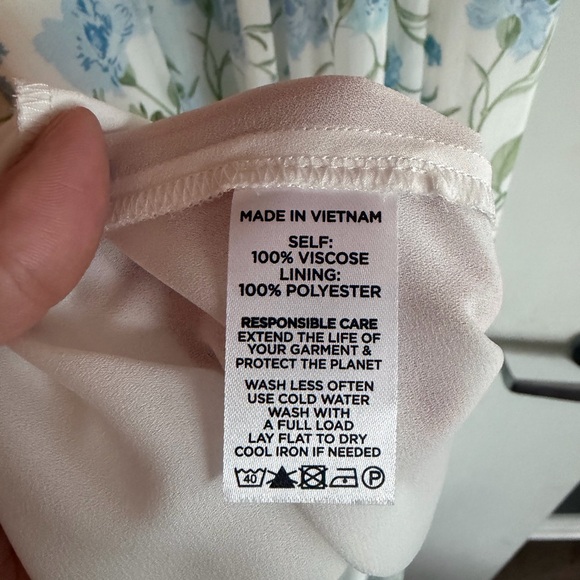 MADE IN VIETNAM
SELF:
100% VISCOSE
LINING:
100% POLYESTER
RESPONSIBLE CARE
EXTEND THE LIFE OF
YOUR GARMENT &
PROTECT THE PLANET
WASH LESS OFTEN
USE COLD WATER
WASH WITH
A FULL LOAD
LAY FLAT TO DRY
COOL IRON IF NEEDED
40 P